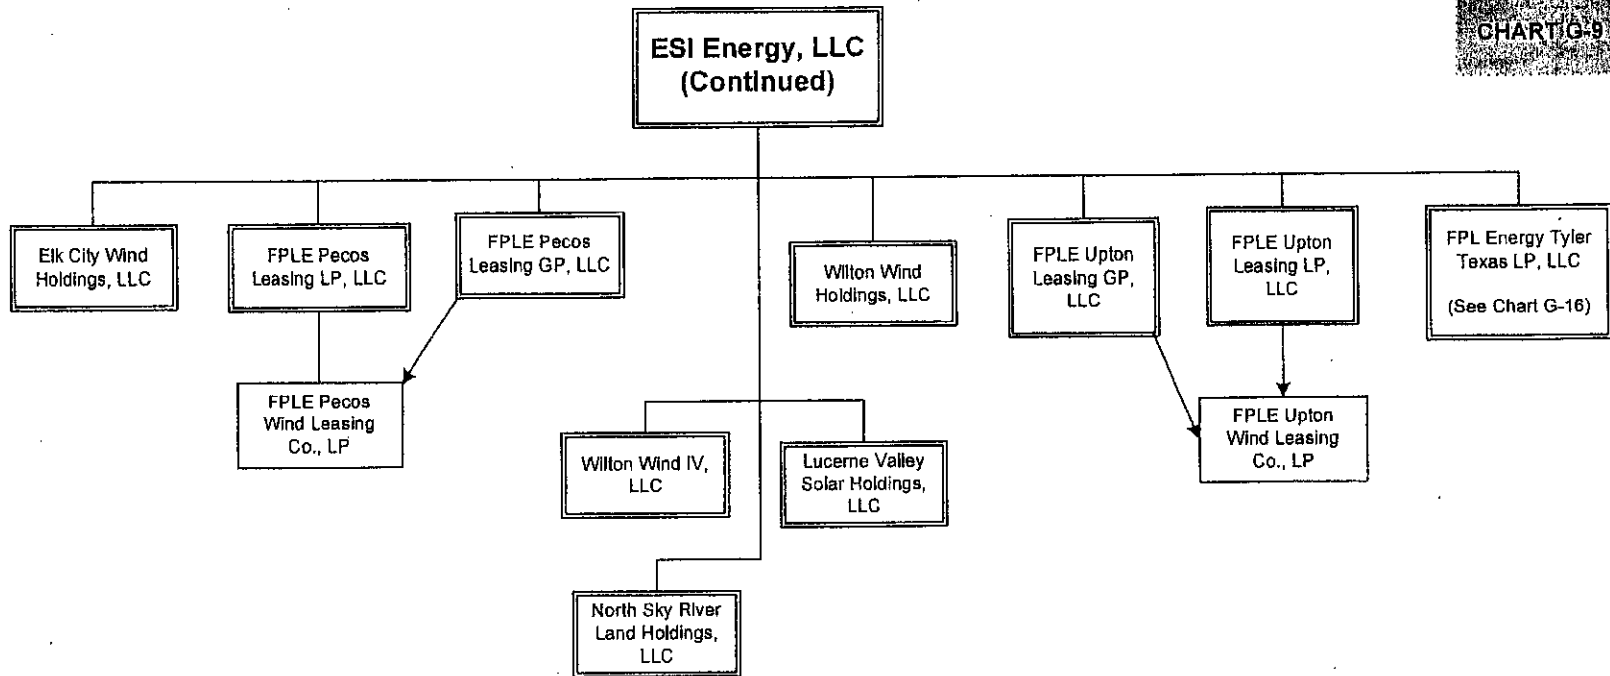 CHART G-9
ESI Energy, LLC
(Continued)
Elk City Wind
Holdings, LLC
FPLE Pecos
Leasing LP, LLC
FPLE Pecos
Leasing GP, LLC
Wilton Wind
Holdings, LLC
FPLE Upton
Leasing GP,
LLC
FPLE Upton
Leasing LP,
LLC
FPL Energy Tyler
Texas LP, LLC
(See Chart G-16)
FPLE Pecos
Wind Leasing
Co., LP
FPLE Upton
Wind Leasing
Co., LP
Wilton Wind IV,
LLC
Lucerne Valley
Solar Holdings,
LLC
North Sky River
Land Holdings,
LLC